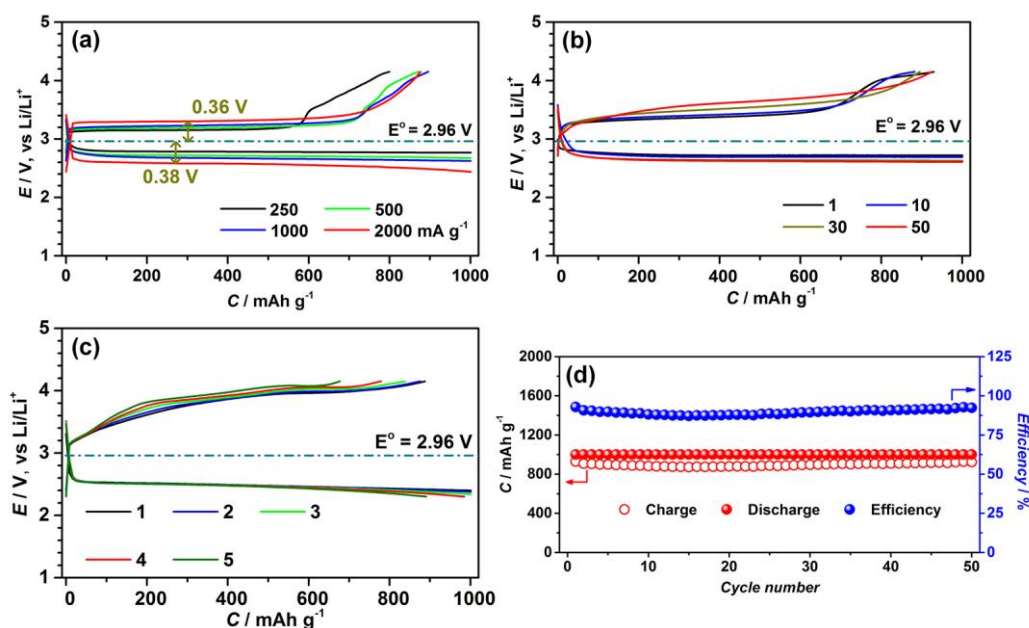 (a)
E / V, vs Li/Li⁺
5
4
3
2
1
0.36 V
E° = 2.96 V
0.38 V
250
500
1000
2000 mA g⁻¹
0
200
400
600
800
1000
C / mAh g⁻¹
(b)
E / V, vs Li/Li⁺
5
4
3
2
1
E° = 2.96 V
1
10
30
50
0
200
400
600
800
1000
C / mAh g⁻¹
(c)
E / V, vs Li/Li⁺
5
4
3
2
1
E° = 2.96 V
1
2
3
4
5
0
200
400
600
800
1000
C / mAh g⁻¹
(d)
C / mAh g⁻¹
2000
1600
1200
800
400
0
125
100
75
50
25
0
Efficiency / %
Charge
Discharge
Efficiency
0
10
20
30
40
50
Cycle number